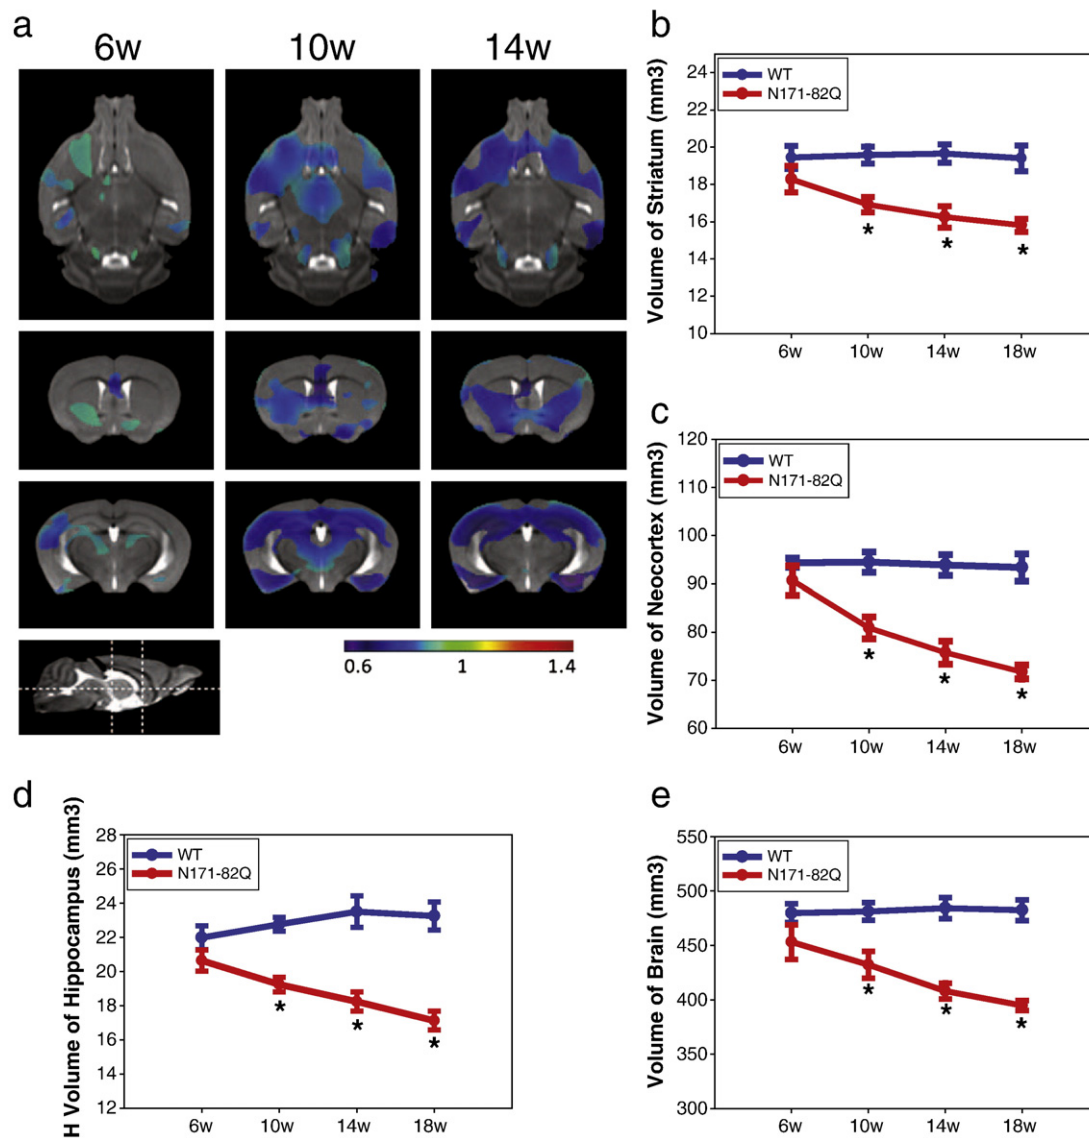 a
6w 10w 14w
0.6 1 1.4
b
Volume of Striatum (mm3)
24
22
20
18
16
14
12
10
WT
N171-82Q
*
*
*
6w 10w 14w 18w
c
Volume of Neocortex (mm3)
120
110
100
90
80
70
60
WT
N171-82Q
*
*
*
6w 10w 14w 18w
d
H Volume of Hippocampus (mm3)
28
26
24
22
20
18
16
14
12
WT
N171-82Q
*
*
*
6w 10w 14w 18w
e
Volume of Brain (mm3)
550
500
450
400
350
300
WT
N171-82Q
*
*
*
6w 10w 14w 18w